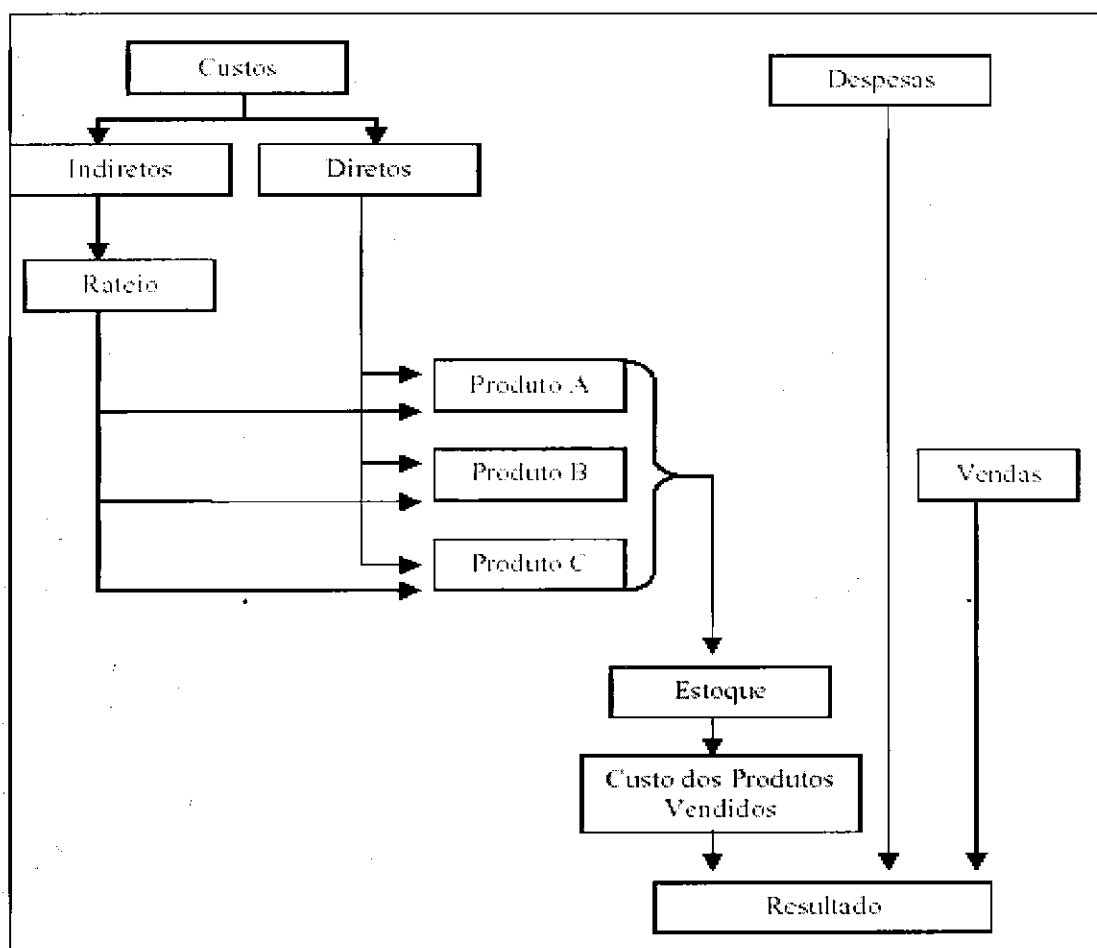 Custos
Despesas
Indiretos
Diretos
Rateio
Produto A
Produto B
Vendas
Produto C
Estoque
Custo dos Produtos
Vendidos
Resultado